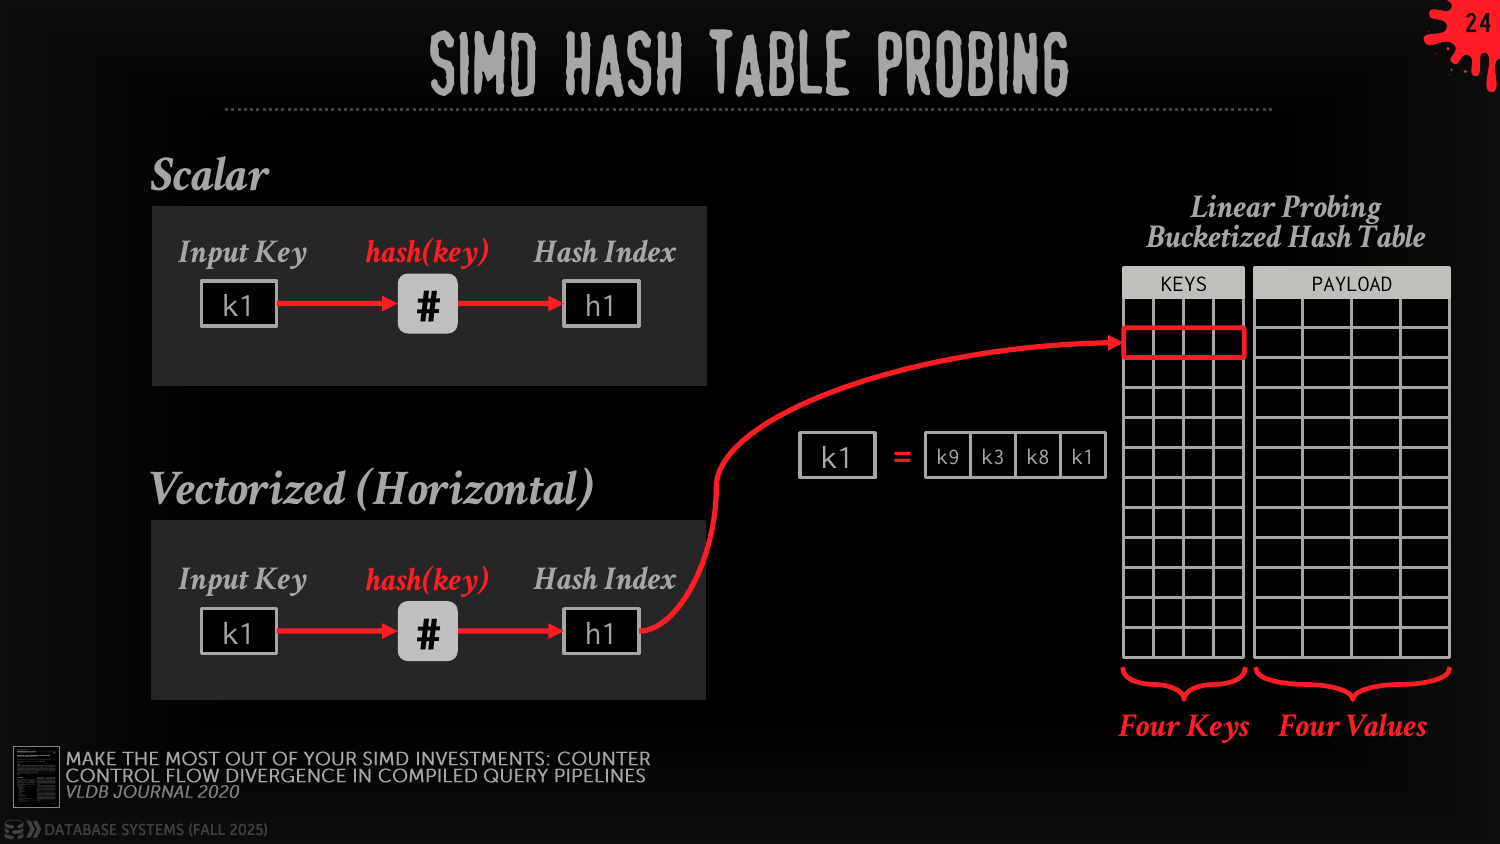 24
SIMD HASH TABLE PROBING
Scalar
Input Key hash(key) Hash Index
k1 # h1
Linear Probing
Bucketized Hash Table
KEYS PAYLOAD
k1 = k9 k3 k8 k1
Vectorized (Horizontal)
Input Key hash(key) Hash Index
k1 # h1
Four Keys Four Values
MAKE THE MOST OUT OF YOUR SIMD INVESTMENTS: COUNTER
CONTROL FLOW DIVERGENCE IN COMPILED QUERY PIPELINES
VLDB JOURNAL 2020
DATABASE SYSTEMS (FALL 2025)